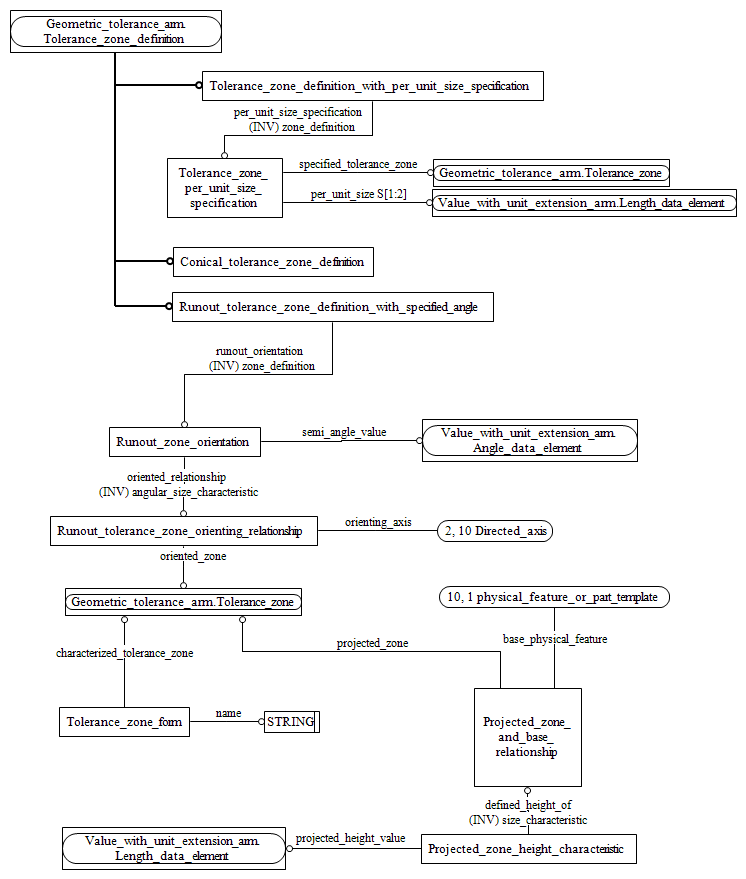 Geometric_tolerance_arm.
Tolerance_zone_definition
Tolerance_zone_definition_with_per_unit_size_specification
per_unit_size_specification
(INV) zone_definition
Tolerance_zone_
per_unit_size_
specification
specified_tolerance_zone
Geometric_tolerance_arm.Tolerance_zone
per_unit_size S[1:2]
Value_with_unit_extension_arm.Length_data_element
Conical_tolerance_zone_definition
Runout_tolerance_zone_definition_with_specified_angle
runout_orientation
(INV) zone_definition
Runout_zone_orientation
semi_angle_value
Value_with_unit_extension_arm.
Angle_data_element
oriented_relationship
(INV) angular_size_characteristic
Runout_tolerance_zone_orienting_relationship
orienting_axis
2, 10 Directed_axis
oriented_zone
Geometric_tolerance_arm.Tolerance_zone
10, 1 physical_feature_or_part_template
characterized_tolerance_zone
projected_zone
base_physical_feature
Tolerance_zone_form
name
STRING
Projected_zone_
and_base_
relationship
defined_height_of
(INV) size_characteristic
Value_with_unit_extension_arm.
Length_data_element
projected_height_value
Projected_zone_height_characteristic